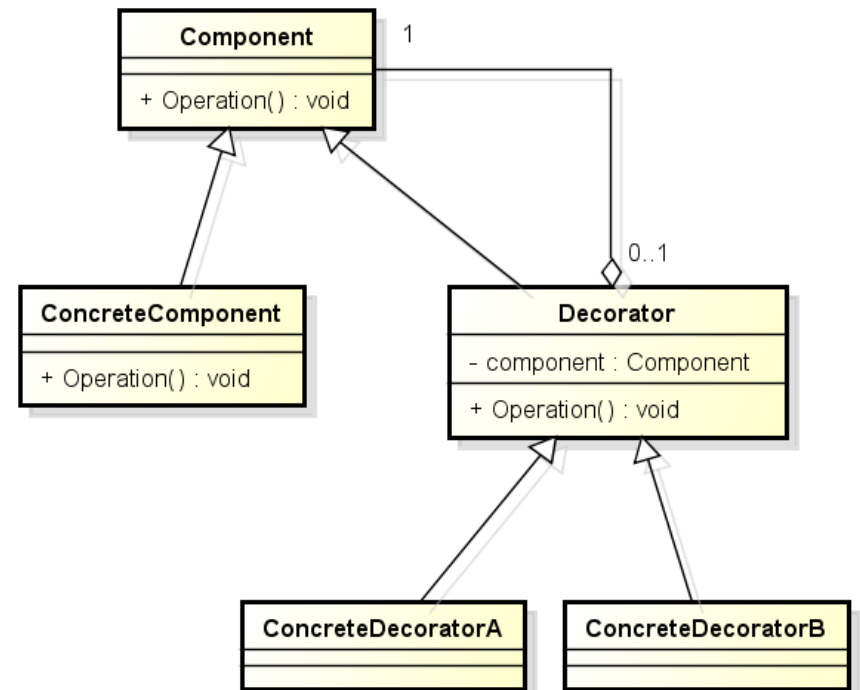 Component
1
+ Operation() : void
0..1
ConcreteComponent
+ Operation() : void
Decorator
- component : Component
+ Operation() : void
ConcreteDecoratorA
ConcreteDecoratorB